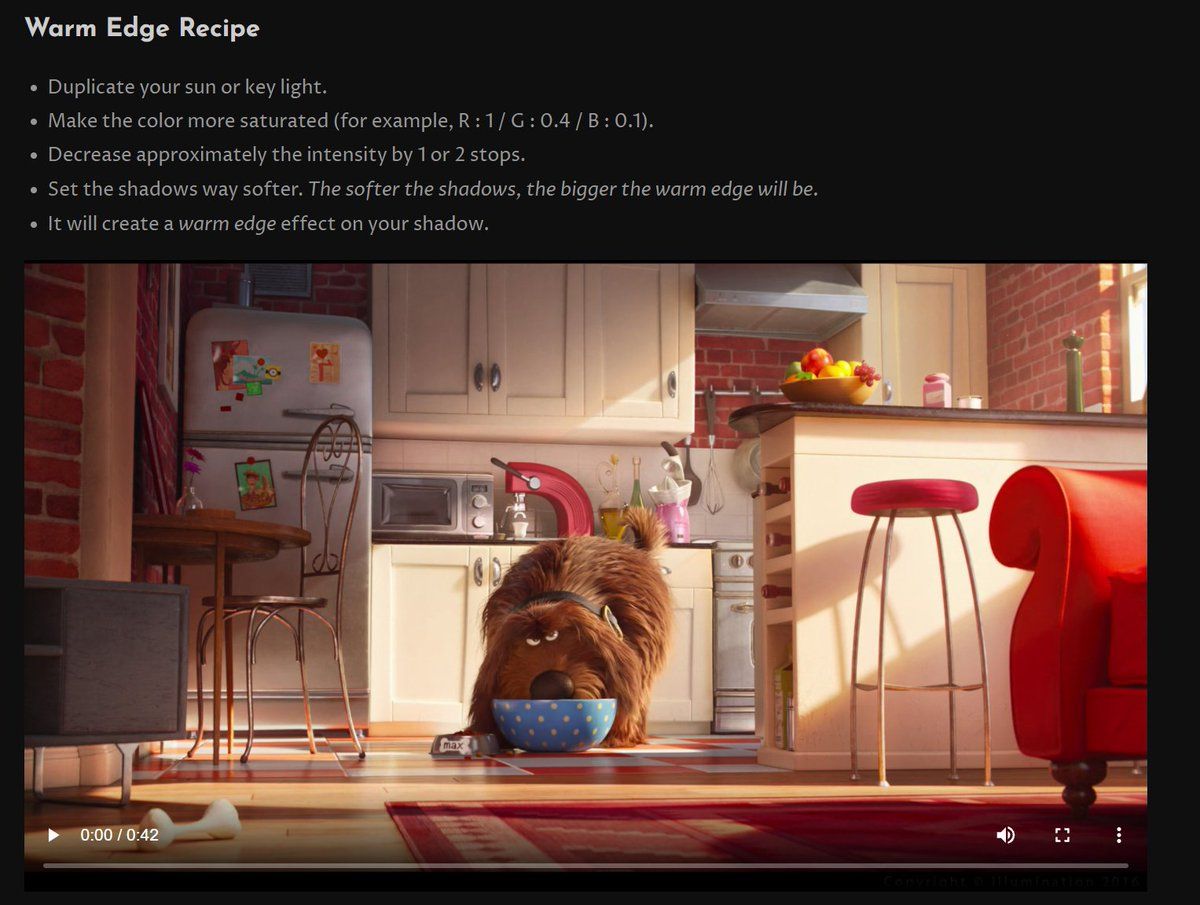 Warm Edge Recipe
• Duplicate your sun or key light.
• Make the color more saturated (for example, R : 1 / G : 0.4 / B : 0.1).
• Decrease approximately the intensity by 1 or 2 stops.
• Set the shadows way softer. The softer the shadows, the bigger the warm edge will be.
• It will create a warm edge effect on your shadow.
max
0:00 / 0:42
Copyright © Illumination 2016